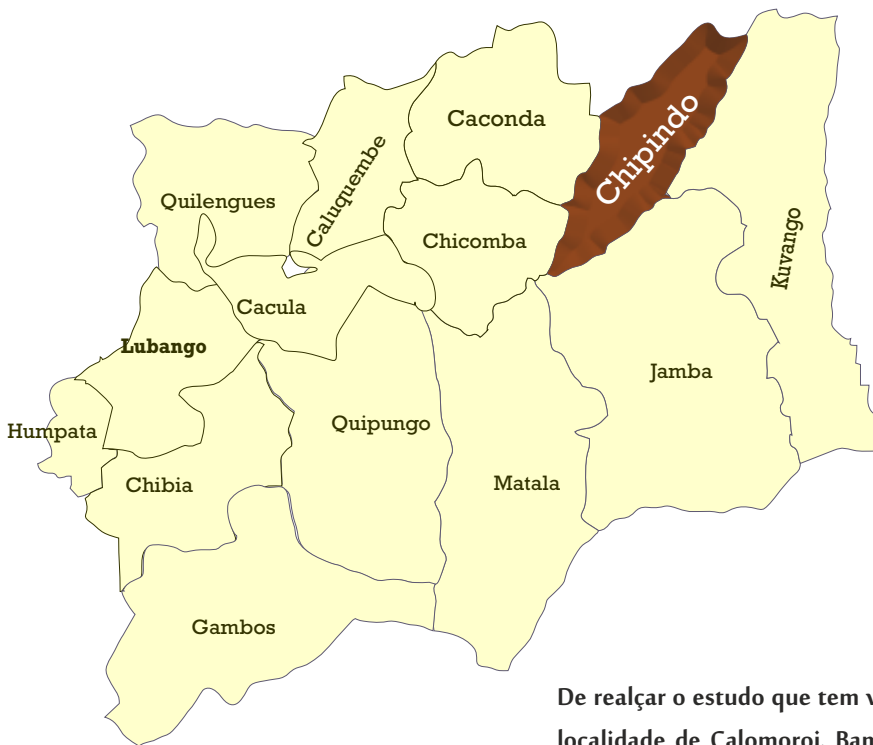 Caconda
Chipindo
Caluquembe
Quilengues
Chicomba
Kuvango
Cacula
Lubango
Jamba
Humpata
Quipungo
Chibia
Matala
Gambos
De realçar o estudo que tem
localidade de Calomoroi,